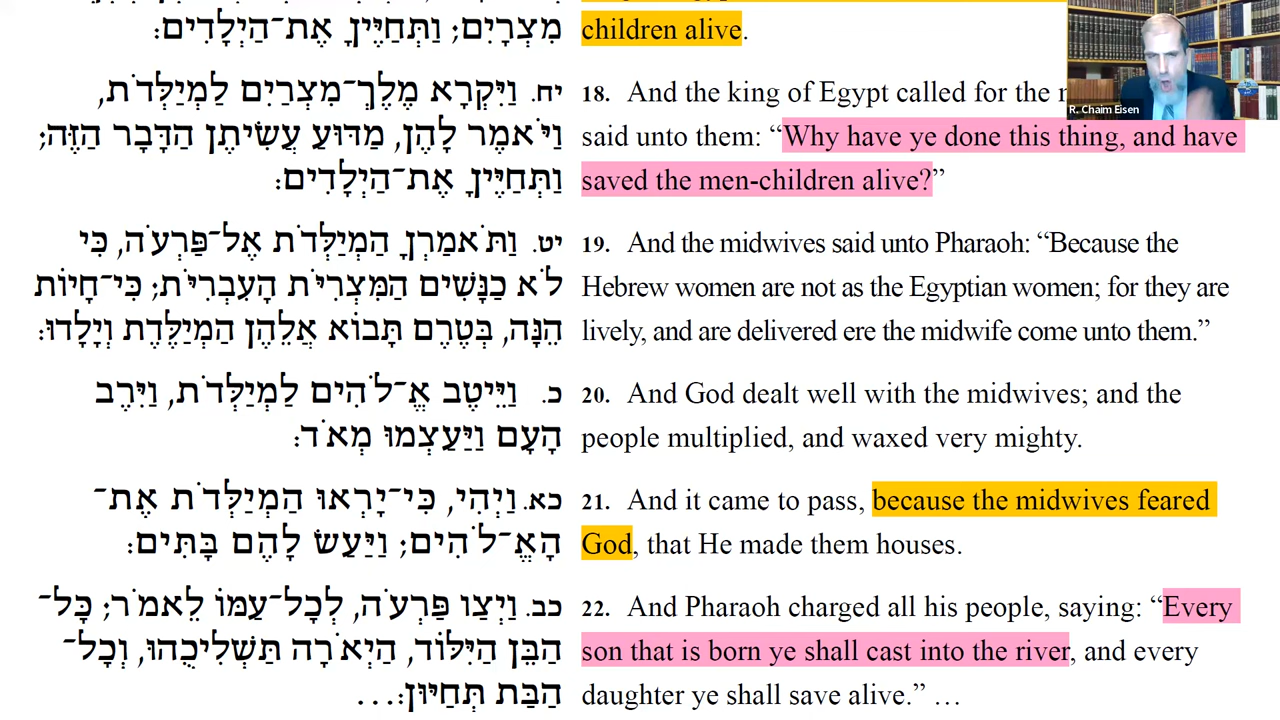 מִצְרָיִם; וַתְּחַיֶּיןָ אֶת־הַיְלָדִים:
יח. וַיִּקְרָא מֶלֶךְ־מִצְרַיִם לַמְיַלְּדֹת,
וַיֹּאמֶר לָהֶן, מַדּוּעַ עֲשִׂיתֶן הַדָּבָר הַזֶּה;
וַתְּחַיֶּיןָ אֶת־הַיְלָדִים:
יט. וַתֹּאמַרְןָ הַמְיַלְּדֹת אֶל־פַּרְעֹה, כִּי
לֹא כַנָּשִׁים הַמִּצְרִיֹּת הָעִבְרִיֹּת; כִּי־חָיוֹת
הֵנָּה, בְּטֶרֶם תָּבוֹא אֲלֵהֶן הַמְיַלֶּדֶת וְיָלָדוּ:
כ. וַיֵּיטֶב אֱ־לֹהִים לַמְיַלְּדֹת, וַיִּרֶב
הָעָם וַיַּעַצְמוּ מְאֹד:
כא. וַיְהִי, כִּי־יָרְאוּ הַמְיַלְּדֹת אֶת־
הָאֱ־לֹהִים; וַיַּעַשׂ לָהֶם בָּתִּים:
כב. וַיְצַו פַּרְעֹה, לְכָל־עַמּוֹ לֵאמֹר; כָּל־
הַבֵּן הַיִּלּוֹד, הַיְאֹרָה תַּשְׁלִיכֻהוּ, וְכָל־
הַבַּת תְּחַיּוּן:...
children alive.
18. And the king of Egypt called for the
said unto them: “Why have ye done this thing, and have
saved the men-children alive?”
19. And the midwives said unto Pharaoh: “Because the
Hebrew women are not as the Egyptian women; for they are
lively, and are delivered ere the midwife come unto them.”
20. And God dealt well with the midwives; and the
people multiplied, and waxed very mighty.
21. And it came to pass, because the midwives feared
God, that He made them houses.
22. And Pharaoh charged all his people, saying: “Every
son that is born ye shall cast into the river, and every
daughter ye shall save alive.” …
R. Chaim Eisen